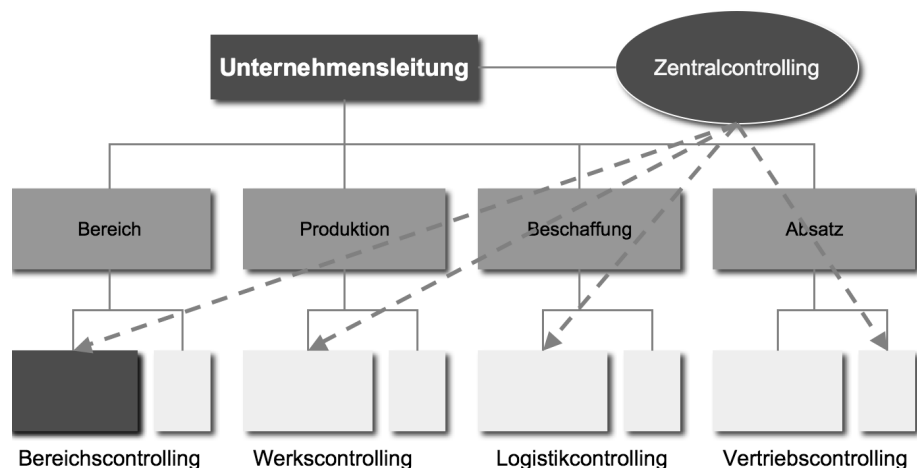 Unternehmensleitung
Zentralcontrolling
Bereich
Produktion
Beschaffung
Absatz
Bereichscontrolling
Werkscontrolling
Logistikcontrolling
Vertriebscontrolling